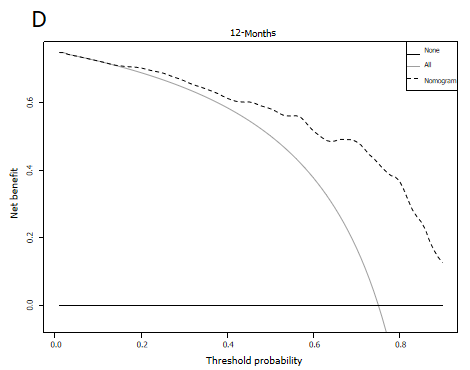 D
12-Months
None
All
Nomogram
Net benefit
0.6
0.4
0.2
0.0
0.0 0.2 0.4 0.6 0.8
Threshold probability